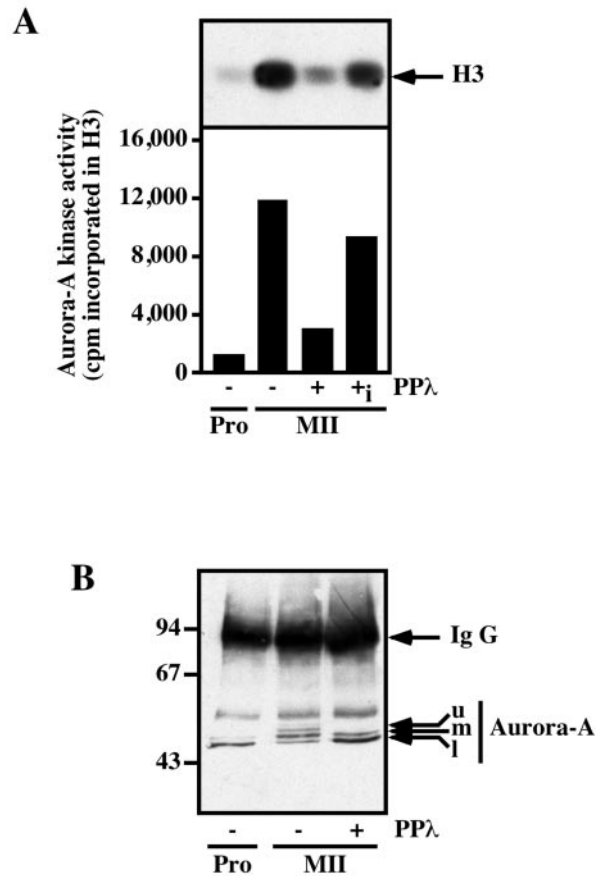 A
H3
Aurora-A kinase activity
(cpm incorporated in H3)
16,000
12,000
8,000
4,000
0
- - + +i PPλ
Pro MII
B
94
67
43
Ig G
u
m
l
Aurora-A
- - + PPλ
Pro MII